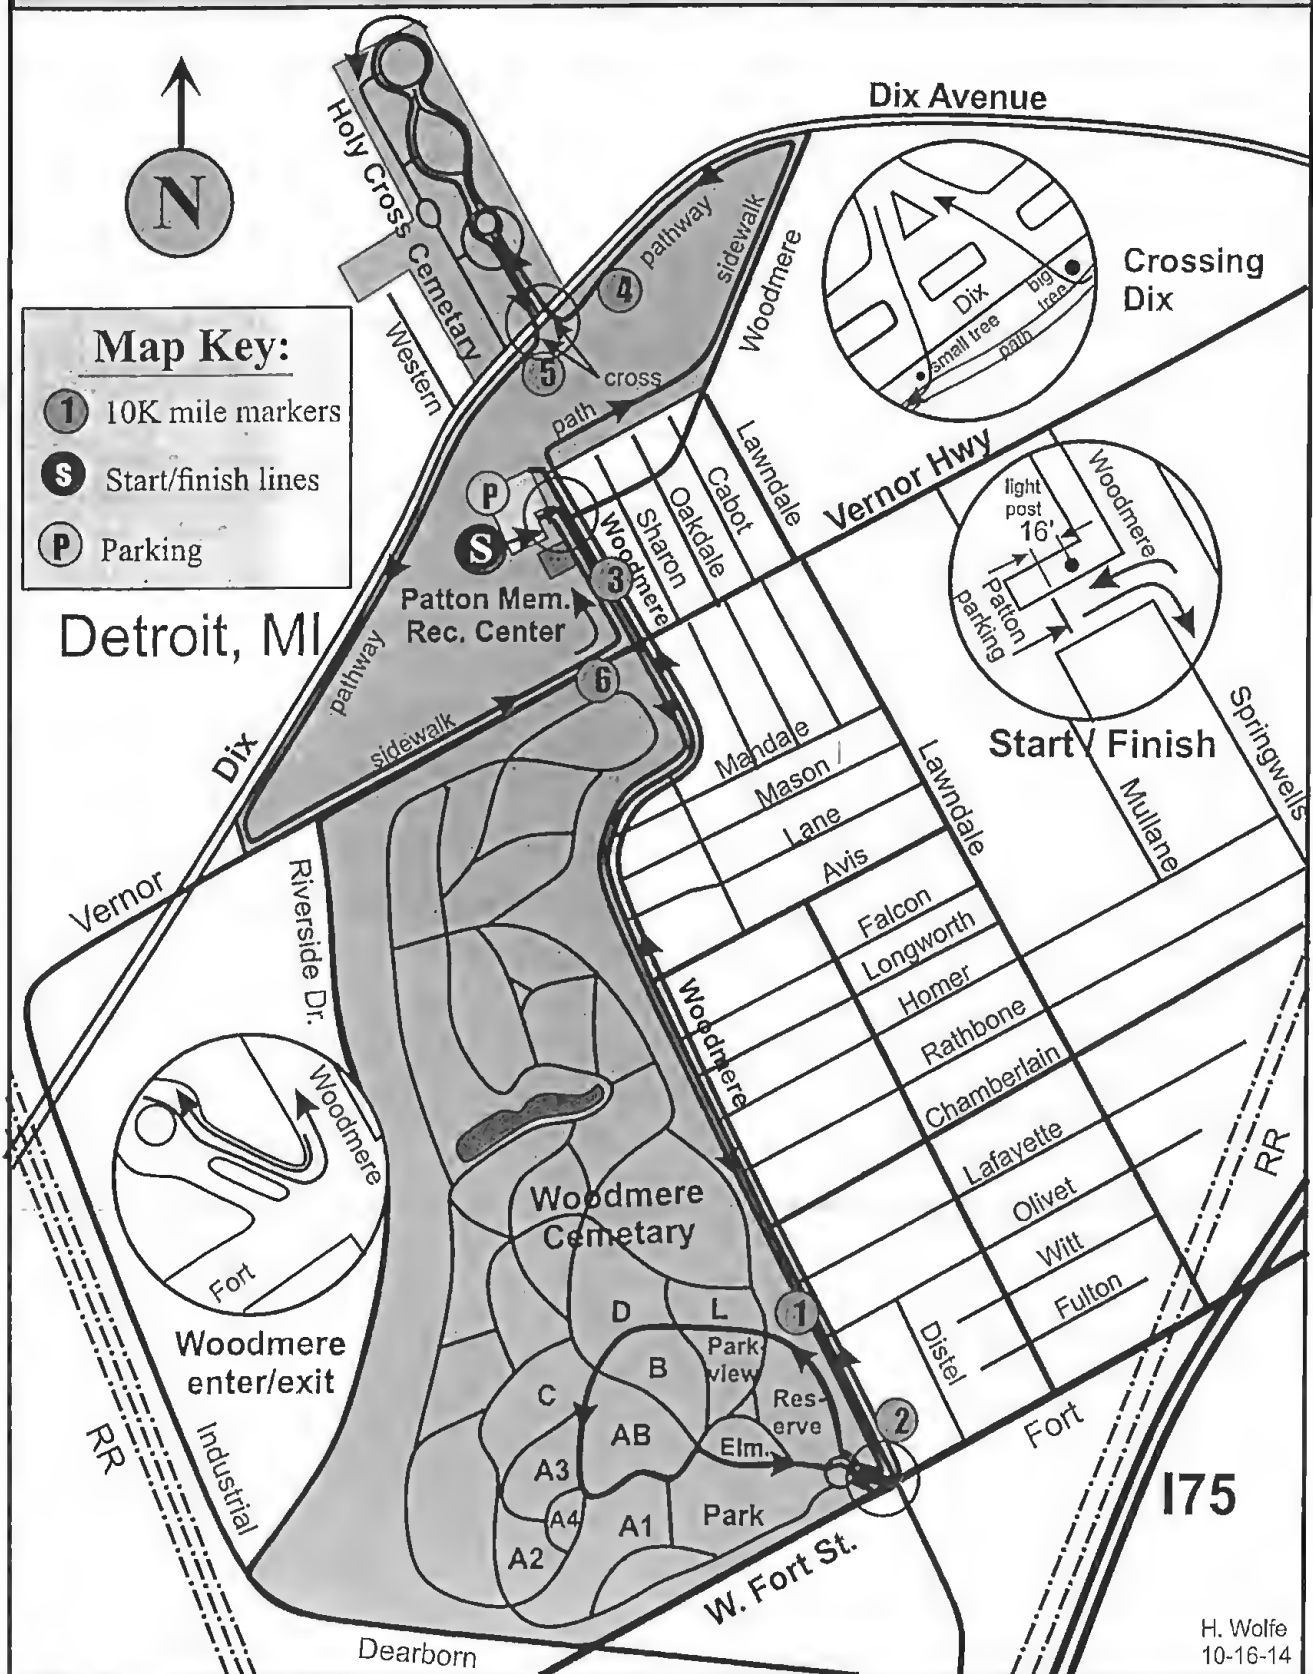 Dix Avenue
N
Holy Cross Cemetary
pathway
sidewalk
Woodmere
4
Crossing
Dix
Dix
big
tree
small tree
path
Map Key:
1 10K mile markers
S Start/finish lines
P Parking
Western
5
cross
path
Lawndale
Cabot
Oakdale
Sharon
Woodmere
Vernor Hwy
P
S
3
Patton Mem.
Rec. Center
Detroit, MI
light
post
16'
Woodmere
Patton
parking
Start / Finish
Springwells
Mullane
pathway
6
sidewalk
Dix
Vernor
Riverside Dr.
Mandale
Mason
Lane
Avis
Lawndale
Falcon
Longworth
Homer
Rathbone
Chamberlain
Lafayette
Olivet
Witt
Fulton
Woodmere
Woodmere
Fort
Woodmere
enter/exit
RR
Industrial
Woodmere
Cemetary
D
L
1
Park
view
B
C
Res-
erve
AB
Elm.
2
A3
A4
A1
Park
A2
Distel
Fort
RR
I75
W. Fort St.
Dearborn
H. Wolfe
10-16-14